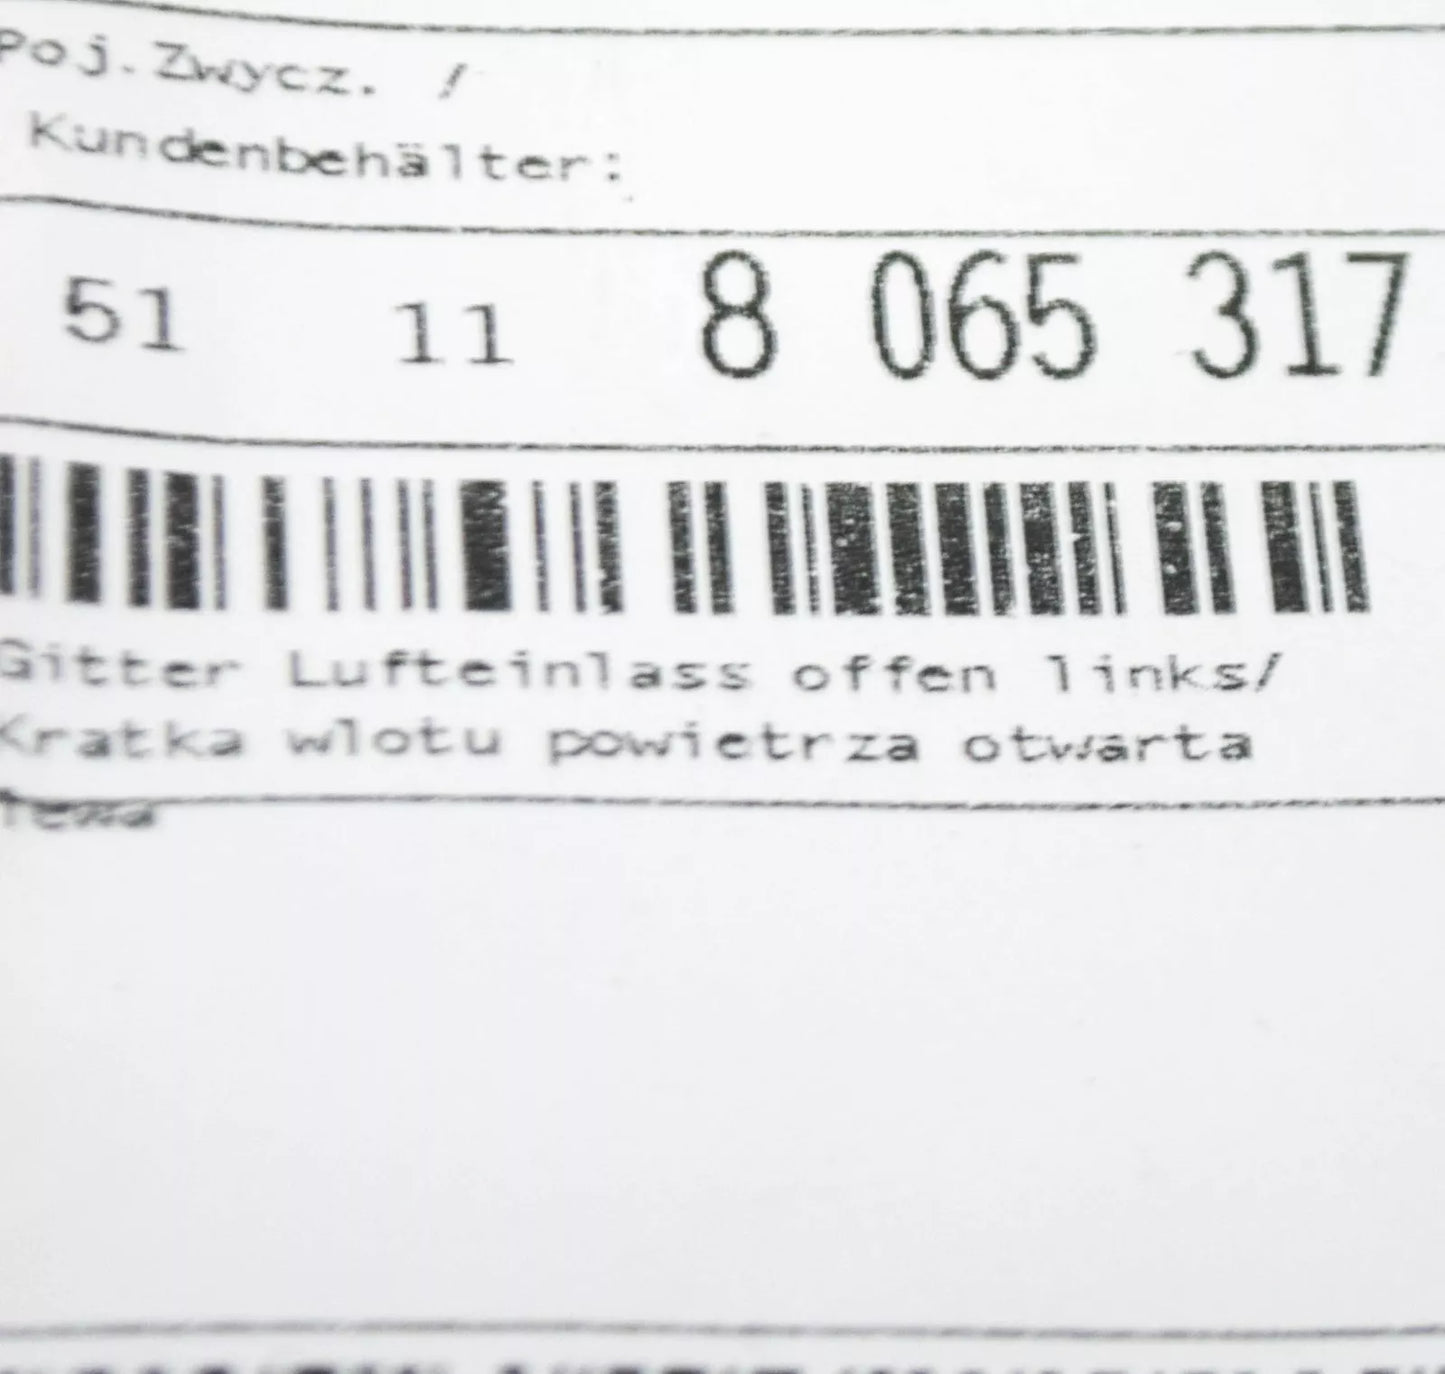 Poj.Zwycz. /
Kundenbehälter:
51 11 8 065 317
Gitter Lufteinlass offen links/
Kratka wlotu powietrza otwarta